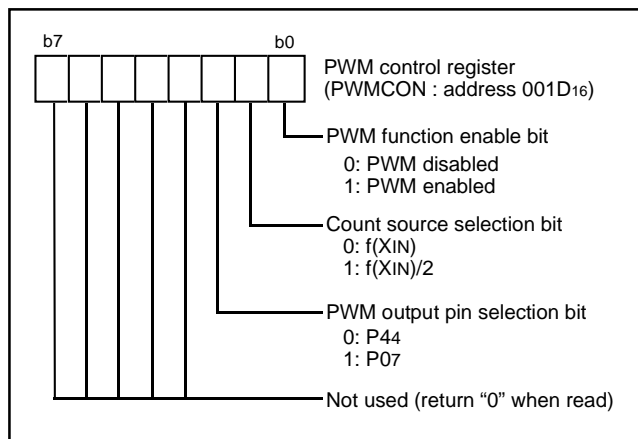 b7 b0
PWM control register
(PWMCON : address 001D16)
PWM function enable bit
0: PWM disabled
1: PWM enabled
Count source selection bit
0: f(XIN)
1: f(XIN)/2
PWM output pin selection bit
0: P44
1: P07
Not used (return “0” when read)